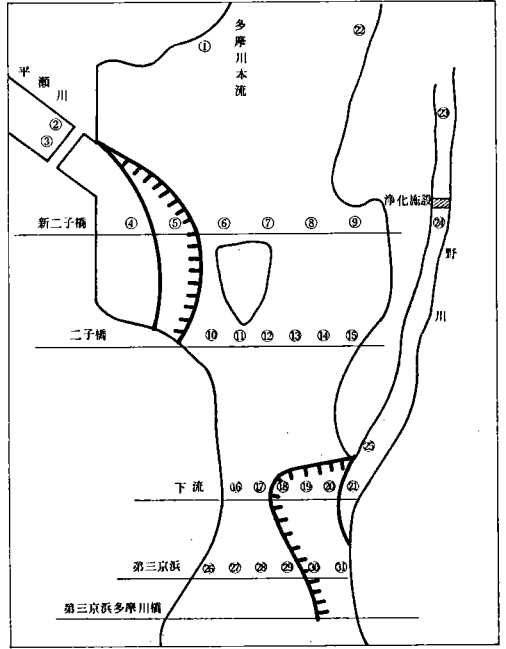 多摩川本流
①
㉒
平瀬川
②
③
㉓
浄化施設
㉔
野川
新二子橋
④ ⑤ ⑥ ⑦ ⑧ ⑨
二子橋
⑩ ⑪ ⑫ ⑬ ⑭ ⑮
㉕
下流
⑯ ⑰ ⑱ ⑲ ⑳ ㉑
第三京浜
㉖ ㉗ ㉘ ㉙ ㉚ ㉛
第三京浜多摩川橋